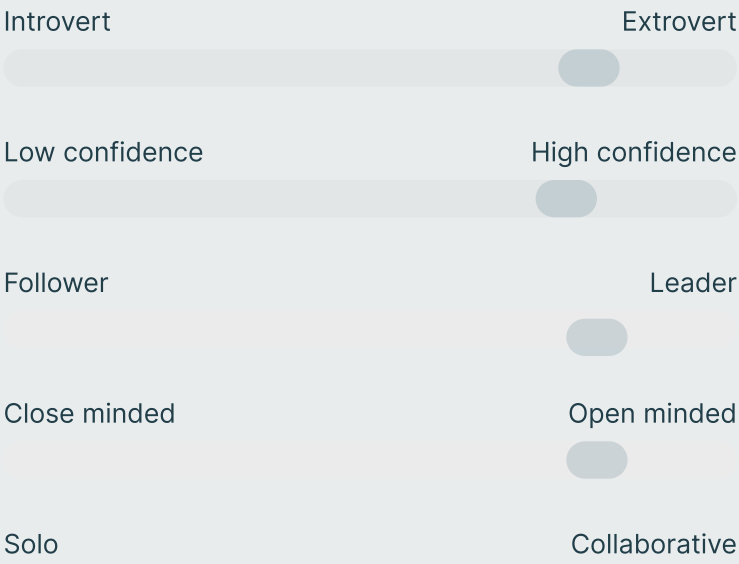 Introvert Extrovert
Low confidence High confidence
Follower Leader
Close minded Open minded
Solo Collaborative